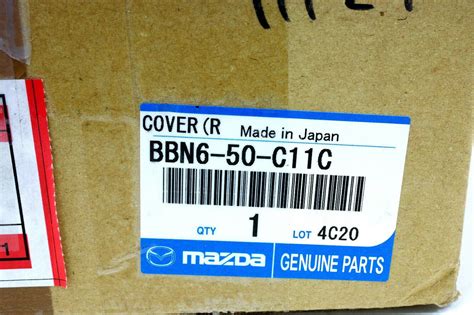 COVER(R Made in Japan
BBN6-50-C11C
QTY 1 LOT 4C20
mazda GENUINE PARTS